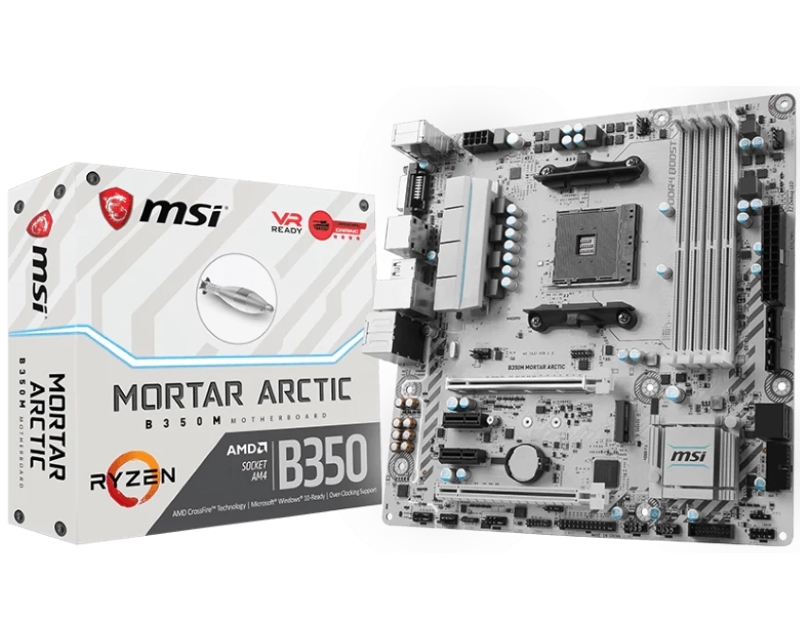 msi
VR
READY
GAMING
MORTAR ARCTIC
B350M MOTHERBOARD
AMD
SOCKET
AM4
B350
RYZEN
AMD CrossFire™ Technology | Microsoft® Windows® 10-Ready | Over Clocking Support
msi
MORTAR
ARCTIC
B350M MOTHERBOARD
DDR4 BOOST
B350M MORTAR ARCTIC
msi